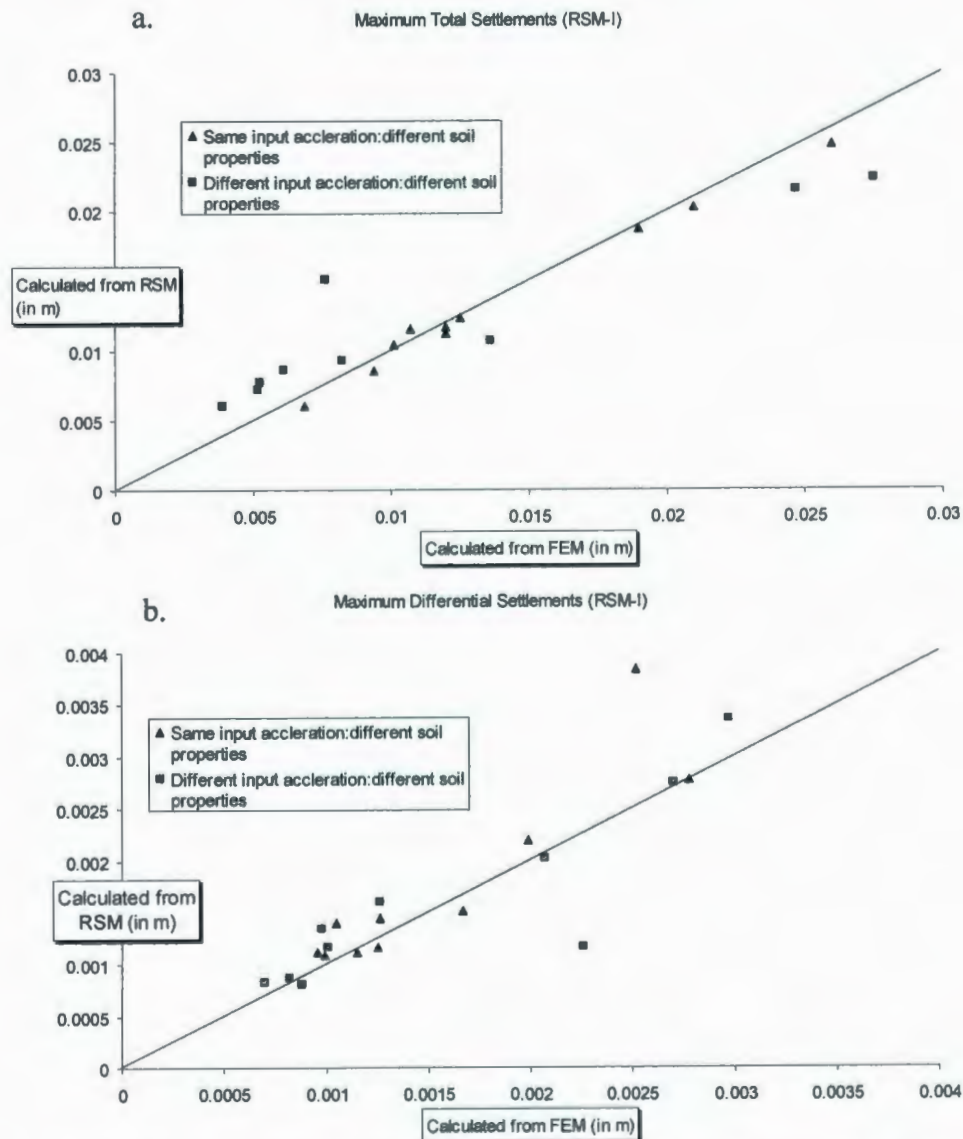 a.
Maximum Total Settlements (RSM-I)
0.03
0.025
0.02
0.01
0.005
0
Same input accleration:different soil
properties
Different input accleration:different soil
properties
Calculated from RSM
(in m)
0
0.005
0.01
0.015
0.02
0.025
0.03
Calculated from FEM (in m)
b.
Maximum Differential Settlements (RSM-I)
0.004
0.0035
0.003
0.0025
0.002
0.001
0.0005
0
Same input accleration:different soil
properties
Different input accleration:different soil
properties
Calculated from
RSM (in m)
0
0.0005
0.001
0.0015
0.002
0.0025
0.003
0.0035
0.004
Calculated from FEM (in m)